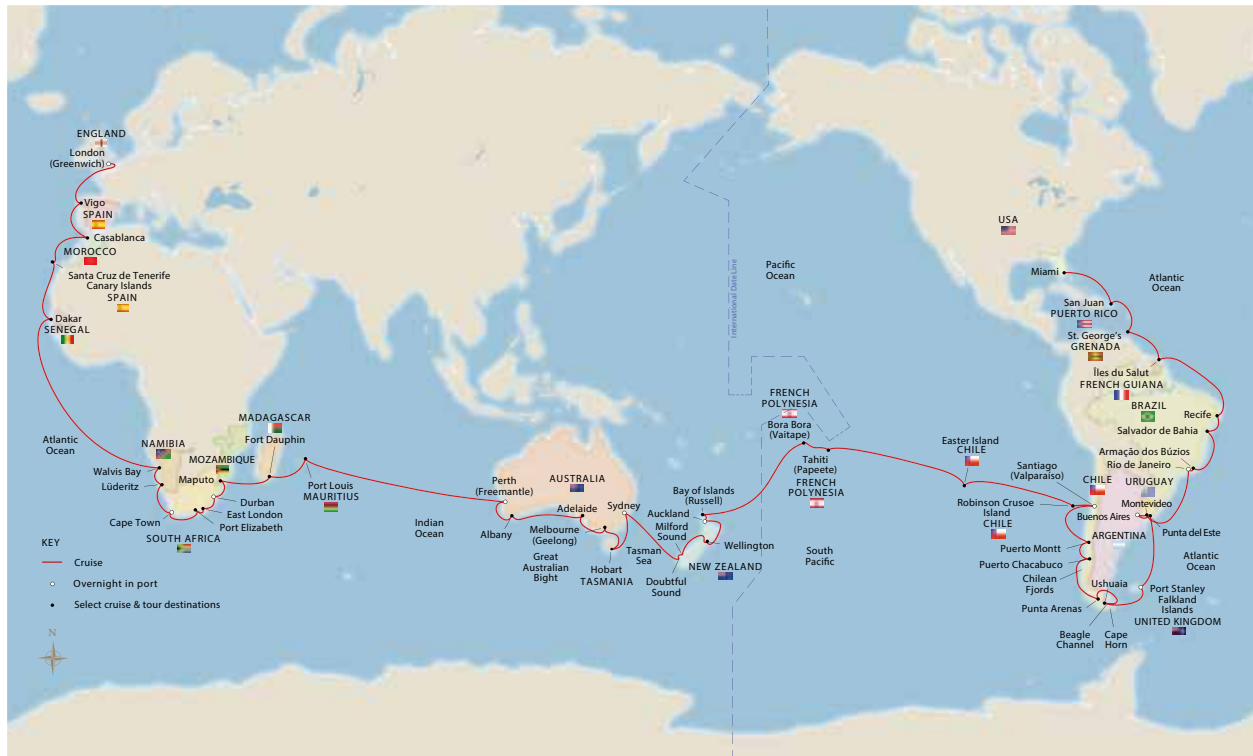 ENGLAND
London
(Greenwich)
Vigo
SPAIN
Casablanca
MOROCCO
Santa Cruz de Tenerife
Canary Islands
SPAIN
Dakar
SENEGAL
Atlantic
Ocean
NAMIBIA
Walvis Bay
Lüderitz
Cape Town
SOUTH AFRICA
MOZAMBIQUE
Maputo
Durban
East London
Port Elizabeth
MADAGASCAR
Fort Dauphin
Port Louis
MAURITIUS
Indian
Ocean
Perth
(Freemantle)
Albany
AUSTRALIA
Adelaide
Melbourne
(Geelong)
Great
Australian
Bight
Sydney
Hobart
TASMANIA
Tasman
Sea
Bay of Islands
(Russell)
Auckland
Milford
Sound
Wellington
NEW ZEALAND
Doubtful
Sound
International Date Line
Pacific
Ocean
FRENCH
POLYNESIA
Bora Bora
(Vaitape)
Tahiti
(Papeete)
FRENCH
POLYNESIA
South
Pacific
Easter Island
CHILE
Robinson Crusoe
Island
CHILE
Santiago
(Valparaiso)
CHILE
Puerto Montt
Puerto Chacabuco
Chilean
Fjords
Punta Arenas
Beagle
Channel
Cape
Horn
Ushuaia
ARGENTINA
Buenos Aires
Montevideo
URUGUAY
Punta del Este
Atlantic
Ocean
Port Stanley
Falkland
Islands
UNITED KINGDOM
Rio de Janeiro
Armação dos Búzios
Salvador de Bahia
Recife
BRAZIL
Îles du Salut
FRENCH GUIANA
St. George's
GRENADA
San Juan
PUERTO RICO
Atlantic
Ocean
Miami
USA
KEY
Cruise
Overnight in port
Select cruise & tour destinations
N